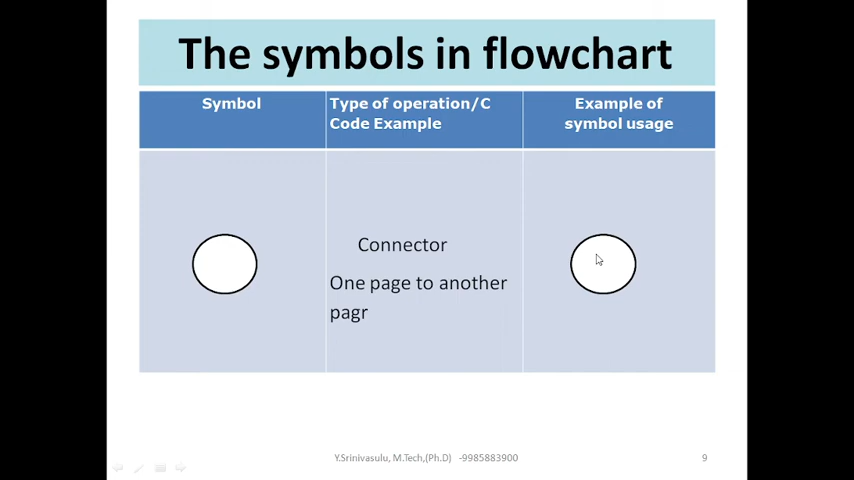 The symbols in flowchart
Symbol
Type of operation/C
Code Example
Example of
symbol usage
Connector
One page to another
pagr
Y.Srinivasulu, M.Tech,(Ph.D) -9985883900
9